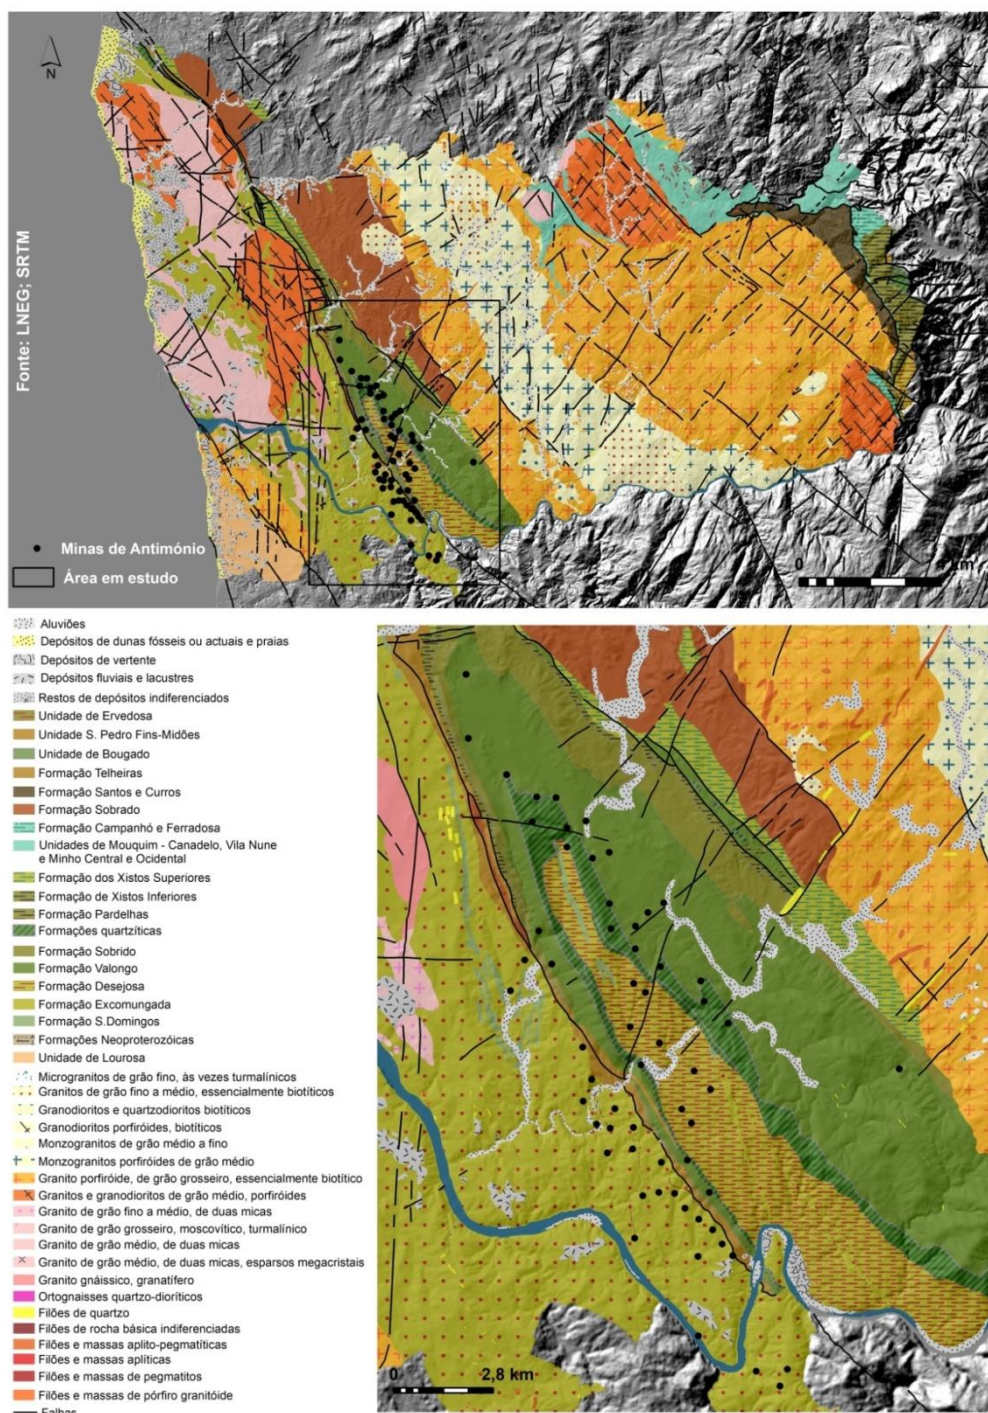 N
Fonte: LNEG; SRTM
Minas de Antimónio
Área em estudo
0
4 km
Aluviões
Depósitos de dunas fósseis ou actuais e praias
Depósitos de vertente
Depósitos fluviais e lacustres
Restos de depósitos indiferenciados
Unidade de Ervedosa
Unidade S. Pedro Fins-Midões
Unidade de Bougado
Formação Telheiras
Formação Santos e Curros
Formação Sobrado
Formação Campanhó e Ferradosa
Unidades de Mouquim - Canadelo, Vila Nune
e Minho Central e Ocidental
Formação dos Xistos Superiores
Formação de Xistos Inferiores
Formação Pardelhas
Formações quartzíticas
Formação Sobrido
Formação Valongo
Formação Desejosa
Formação Excomungada
Formação S.Domingos
Formações Neoproterozóicas
Unidade de Lourosa
Microgranitos de grão fino, às vezes turmalínicos
Granitos de grão fino a médio, essencialmente biotíticos
Granodioritos e quartzodioritos biotíticos
Granodioritos porfiróides, biotíticos
Monzogranitos de grão médio a fino
Monzogranitos porfiróides de grão médio
Granito porfiróide, de grão grosseiro, essencialmente biotítico
Granitos e granodioritos de grão médio, porfiróides
Granito de grão fino a médio, de duas micas
Granito de grão grosseiro, moscovítico, turmalínico
Granito de grão médio, de duas micas
Granito de grão médio, de duas micas, esparsos megacristais
Granito gnáissico, granatífero
Ortognaisses quartzo-dioríticos
Filões de quartzo
Filões de rocha básica indiferenciadas
Filões e massas aplito-pegmatíticas
Filões e massas aplíticas
Filões e massas de pegmatitos
Filões e massas de pórfiro granitóide
Falhas
0
2,8 km